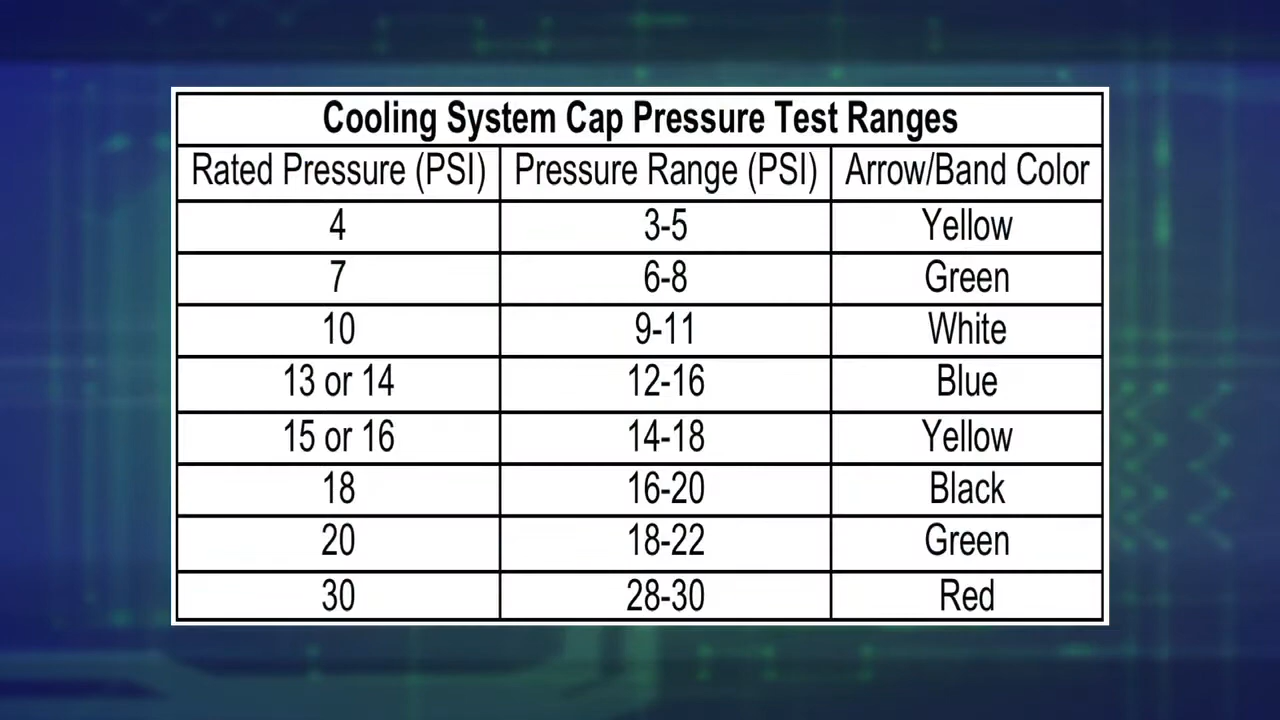 Cooling System Cap Pressure Test Ranges
Rated Pressure (PSI) Pressure Range (PSI) Arrow/Band Color
4 3-5 Yellow
7 6-8 Green
10 9-11 White
13 or 14 12-16 Blue
15 or 16 14-18 Yellow
18 16-20 Black
20 18-22 Green
30 28-30 Red